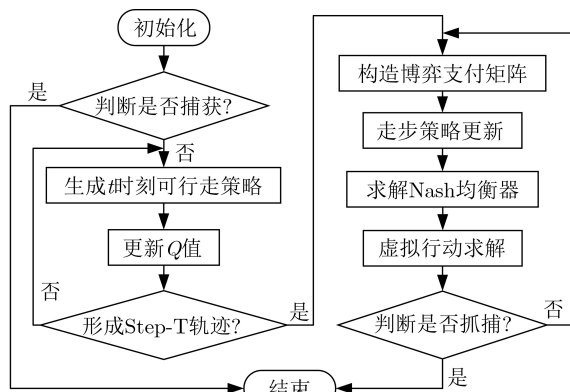 初始化
判断是否捕获?
是
否
生成t时刻可行走策略
更新Q值
否
形成Step-T轨迹?
是
构造博弈支付矩阵
走步策略更新
求解Nash均衡器
虚拟行动求解
判断是否抓捕?
否
是
结束